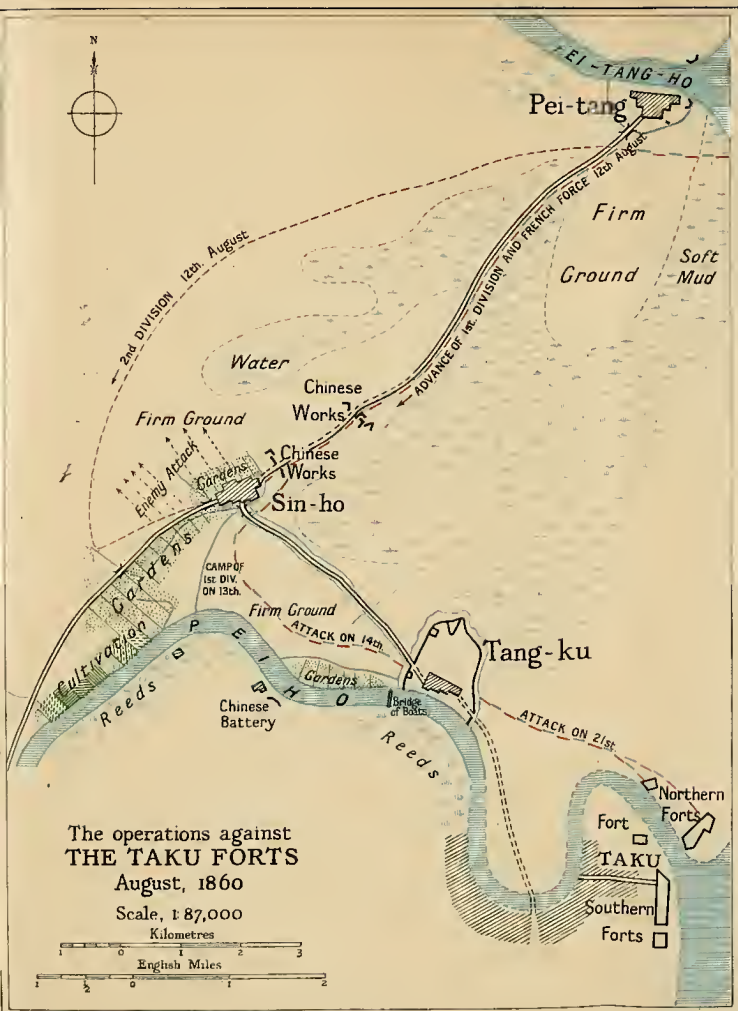 N
PEI-TANG-HO
Pei-tang
Firm
Ground
Soft
Mud
2nd DIVISION 12th. August
ADVANCE OF 1st. DIVISION AND FRENCH FORCE 12th August
Water
Chinese
Works
Firm Ground
Enemy Attack
Gardens
Chinese
Works
Sin-ho
Gardens
Cultivation
CAMP OF
1st DIV.
ON 13th.
Firm Ground
ATTACK ON 14th.
PEIHO
Tang-ku
Gardens
Bridge
of Boats
Reeds
Chinese
Battery
Reeds
ATTACK ON 21st.
Northern
Forts
Fort
TAKU
Southern
Forts
The operations against
THE TAKU FORTS
August, 1860
Scale, 1:87,000
Kilometres
1 0 1 2 3
English Miles
1 ½ 0 1 2